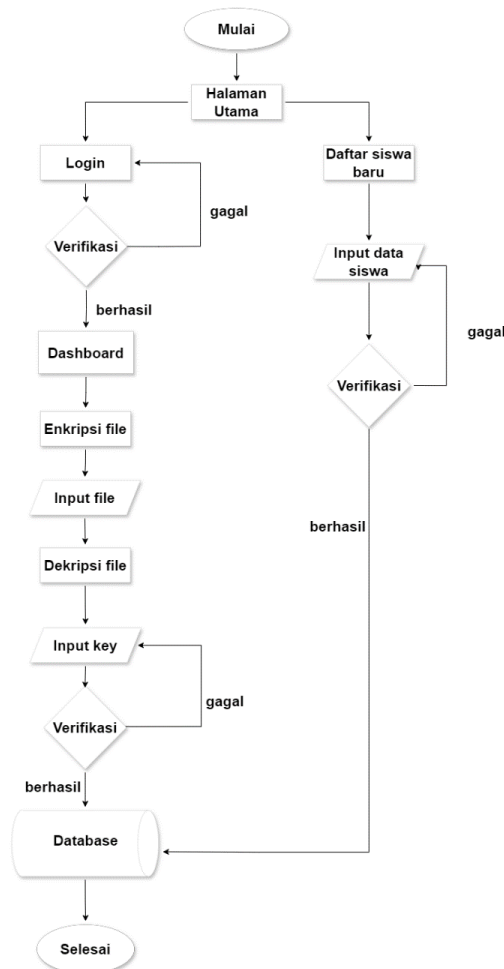 Mulai
Halaman
Utama
Login
Daftar siswa
baru
gagal
Verifikasi
Input data
siswa
berhasil
gagal
Dashboard
Verifikasi
Enkripsi file
Input file
berhasil
Dekripsi file
Input key
gagal
Verifikasi
berhasil
Database
Selesai